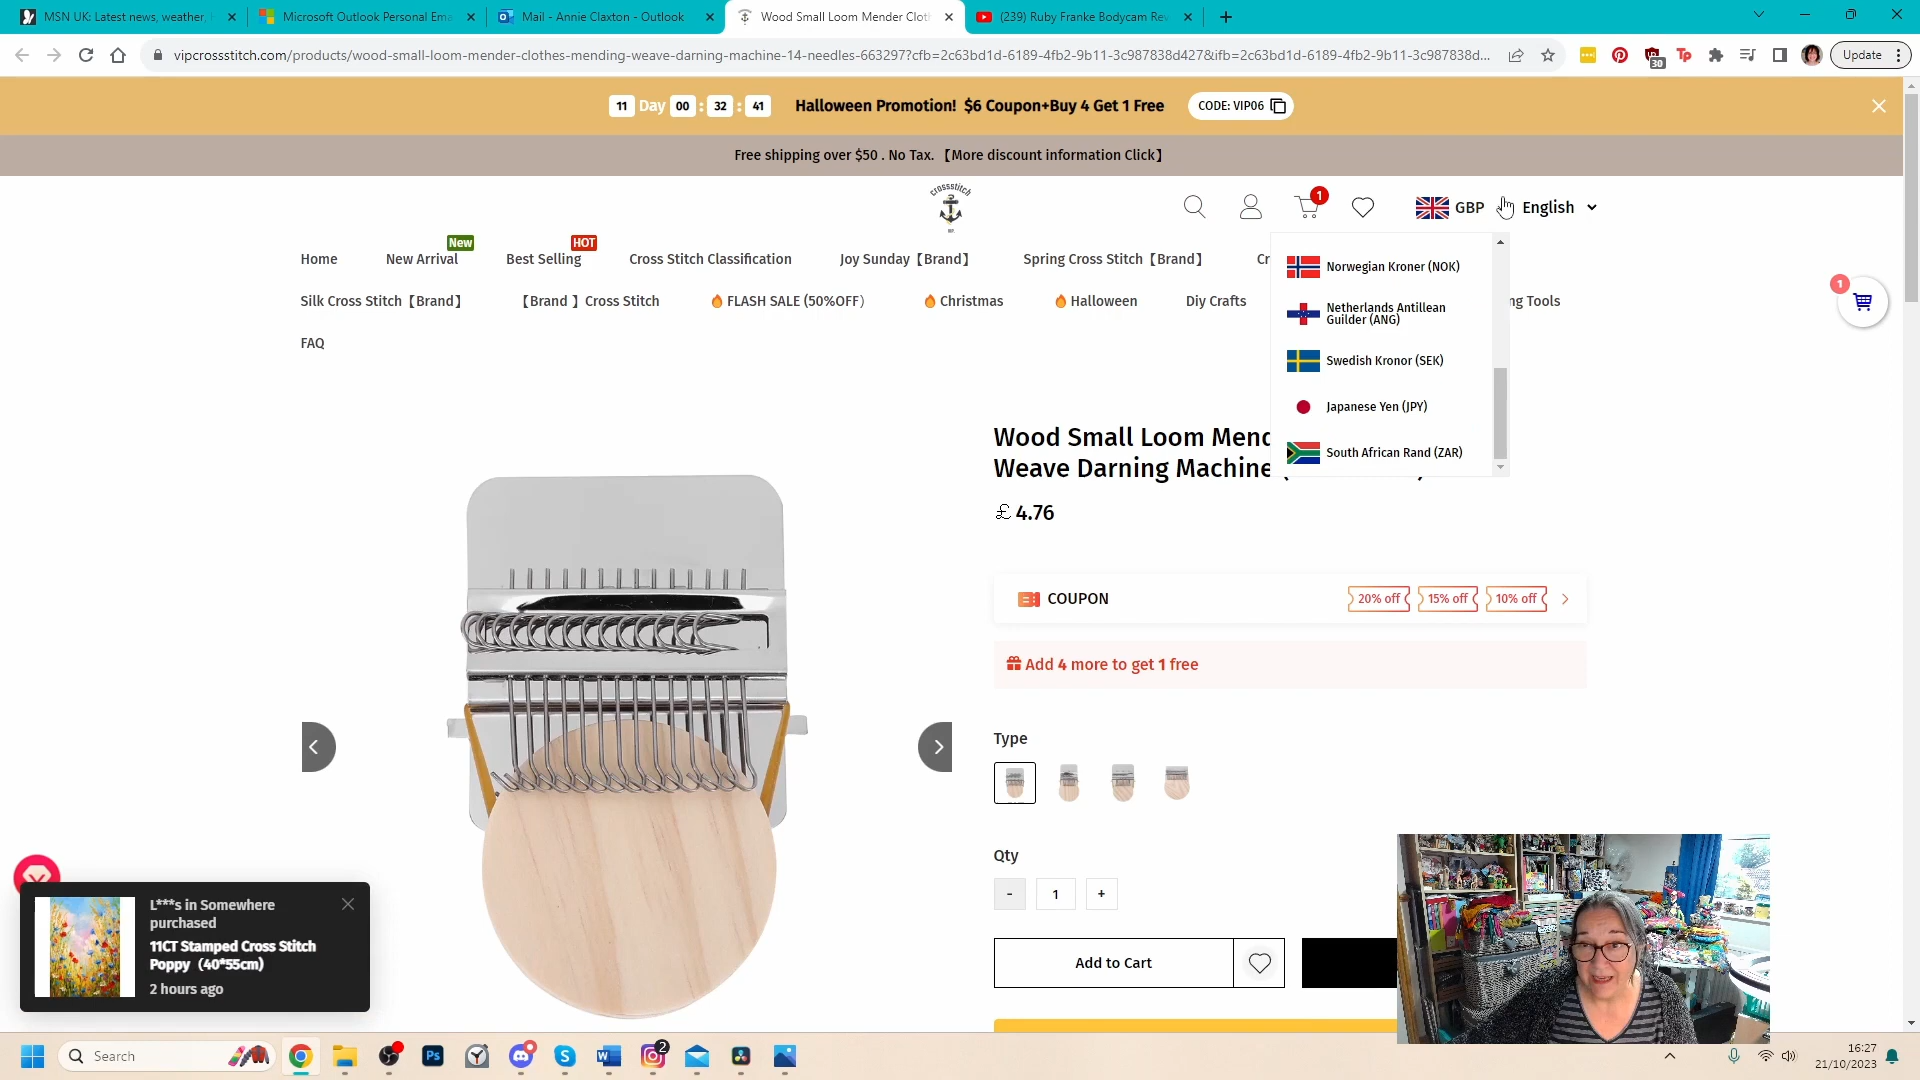 MSN UK: Latest news, weather,
Microsoft Outlook Personal Ema
Mail - Annie Claxton - Outlook
Wood Small Loom Mender Clot
(239) Ruby Franke Bodycam Re
vipcrossstitch.com/products/wood-small-loom-mender-clothes-mending-weave-darning-machine-14-needles-663297?cfb=2c63bd1d-6189-4fb2-9b11-3c987838d427&ifb=2c63bd1d-6189-4fb2-9b11-3c987838d...
30
Update
11 Day 00 : 32 : 41
Halloween Promotion! $6 Coupon+Buy 4 Get 1 Free
CODE: VIP06
Free shipping over $50 . No Tax. 【More discount information Click】
crossstitch
1
GBP
English
New
HOT
Home
New Arrival
Best Selling
Cross Stitch Classification
Joy Sunday【Brand】
Spring Cross Stitch【Brand】
Cr
Silk Cross Stitch【Brand】
【Brand 】Cross Stitch
FLASH SALE (50%OFF）
Christmas
Halloween
Diy Crafts
ng Tools
FAQ
Norwegian Kroner (NOK)
Netherlands Antillean
Guilder (ANG)
Swedish Kronor (SEK)
Japanese Yen (JPY)
South African Rand (ZAR)
1
Wood Small Loom Mend
Weave Darning Machine
£ 4.76
COUPON
20% off
15% off
10% off
Add 4 more to get 1 free
Type
Qty
- 1 +
Add to Cart
L***s in Somewhere
purchased
11CT Stamped Cross Stitch
Poppy（40*55cm)
2 hours ago
Search
Ps
2
16:27
21/10/2023